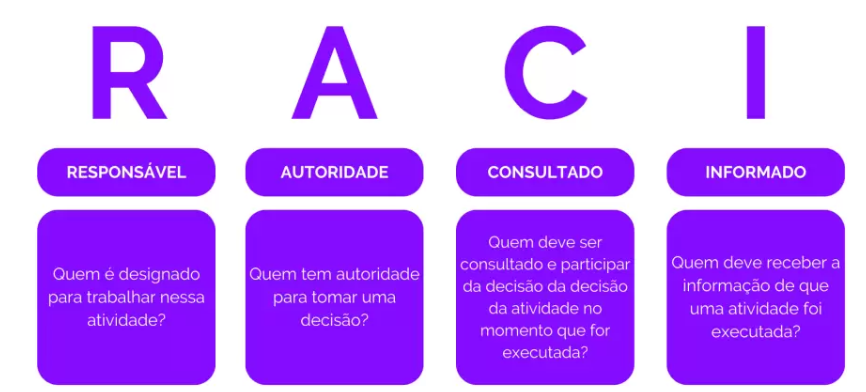 R
A
C
I
RESPONSÁVEL
AUTORIDADE
CONSULTADO
INFORMADO
Quem é designado
para trabalhar nessa
atividade?
Quem tem autoridade
para tomar uma
decisão?
Quem deve ser
consultado e participar
da decisão da decisão
da atividade no
momento que for
executada?
Quem deve receber a
informação de que
uma atividade foi
executada?